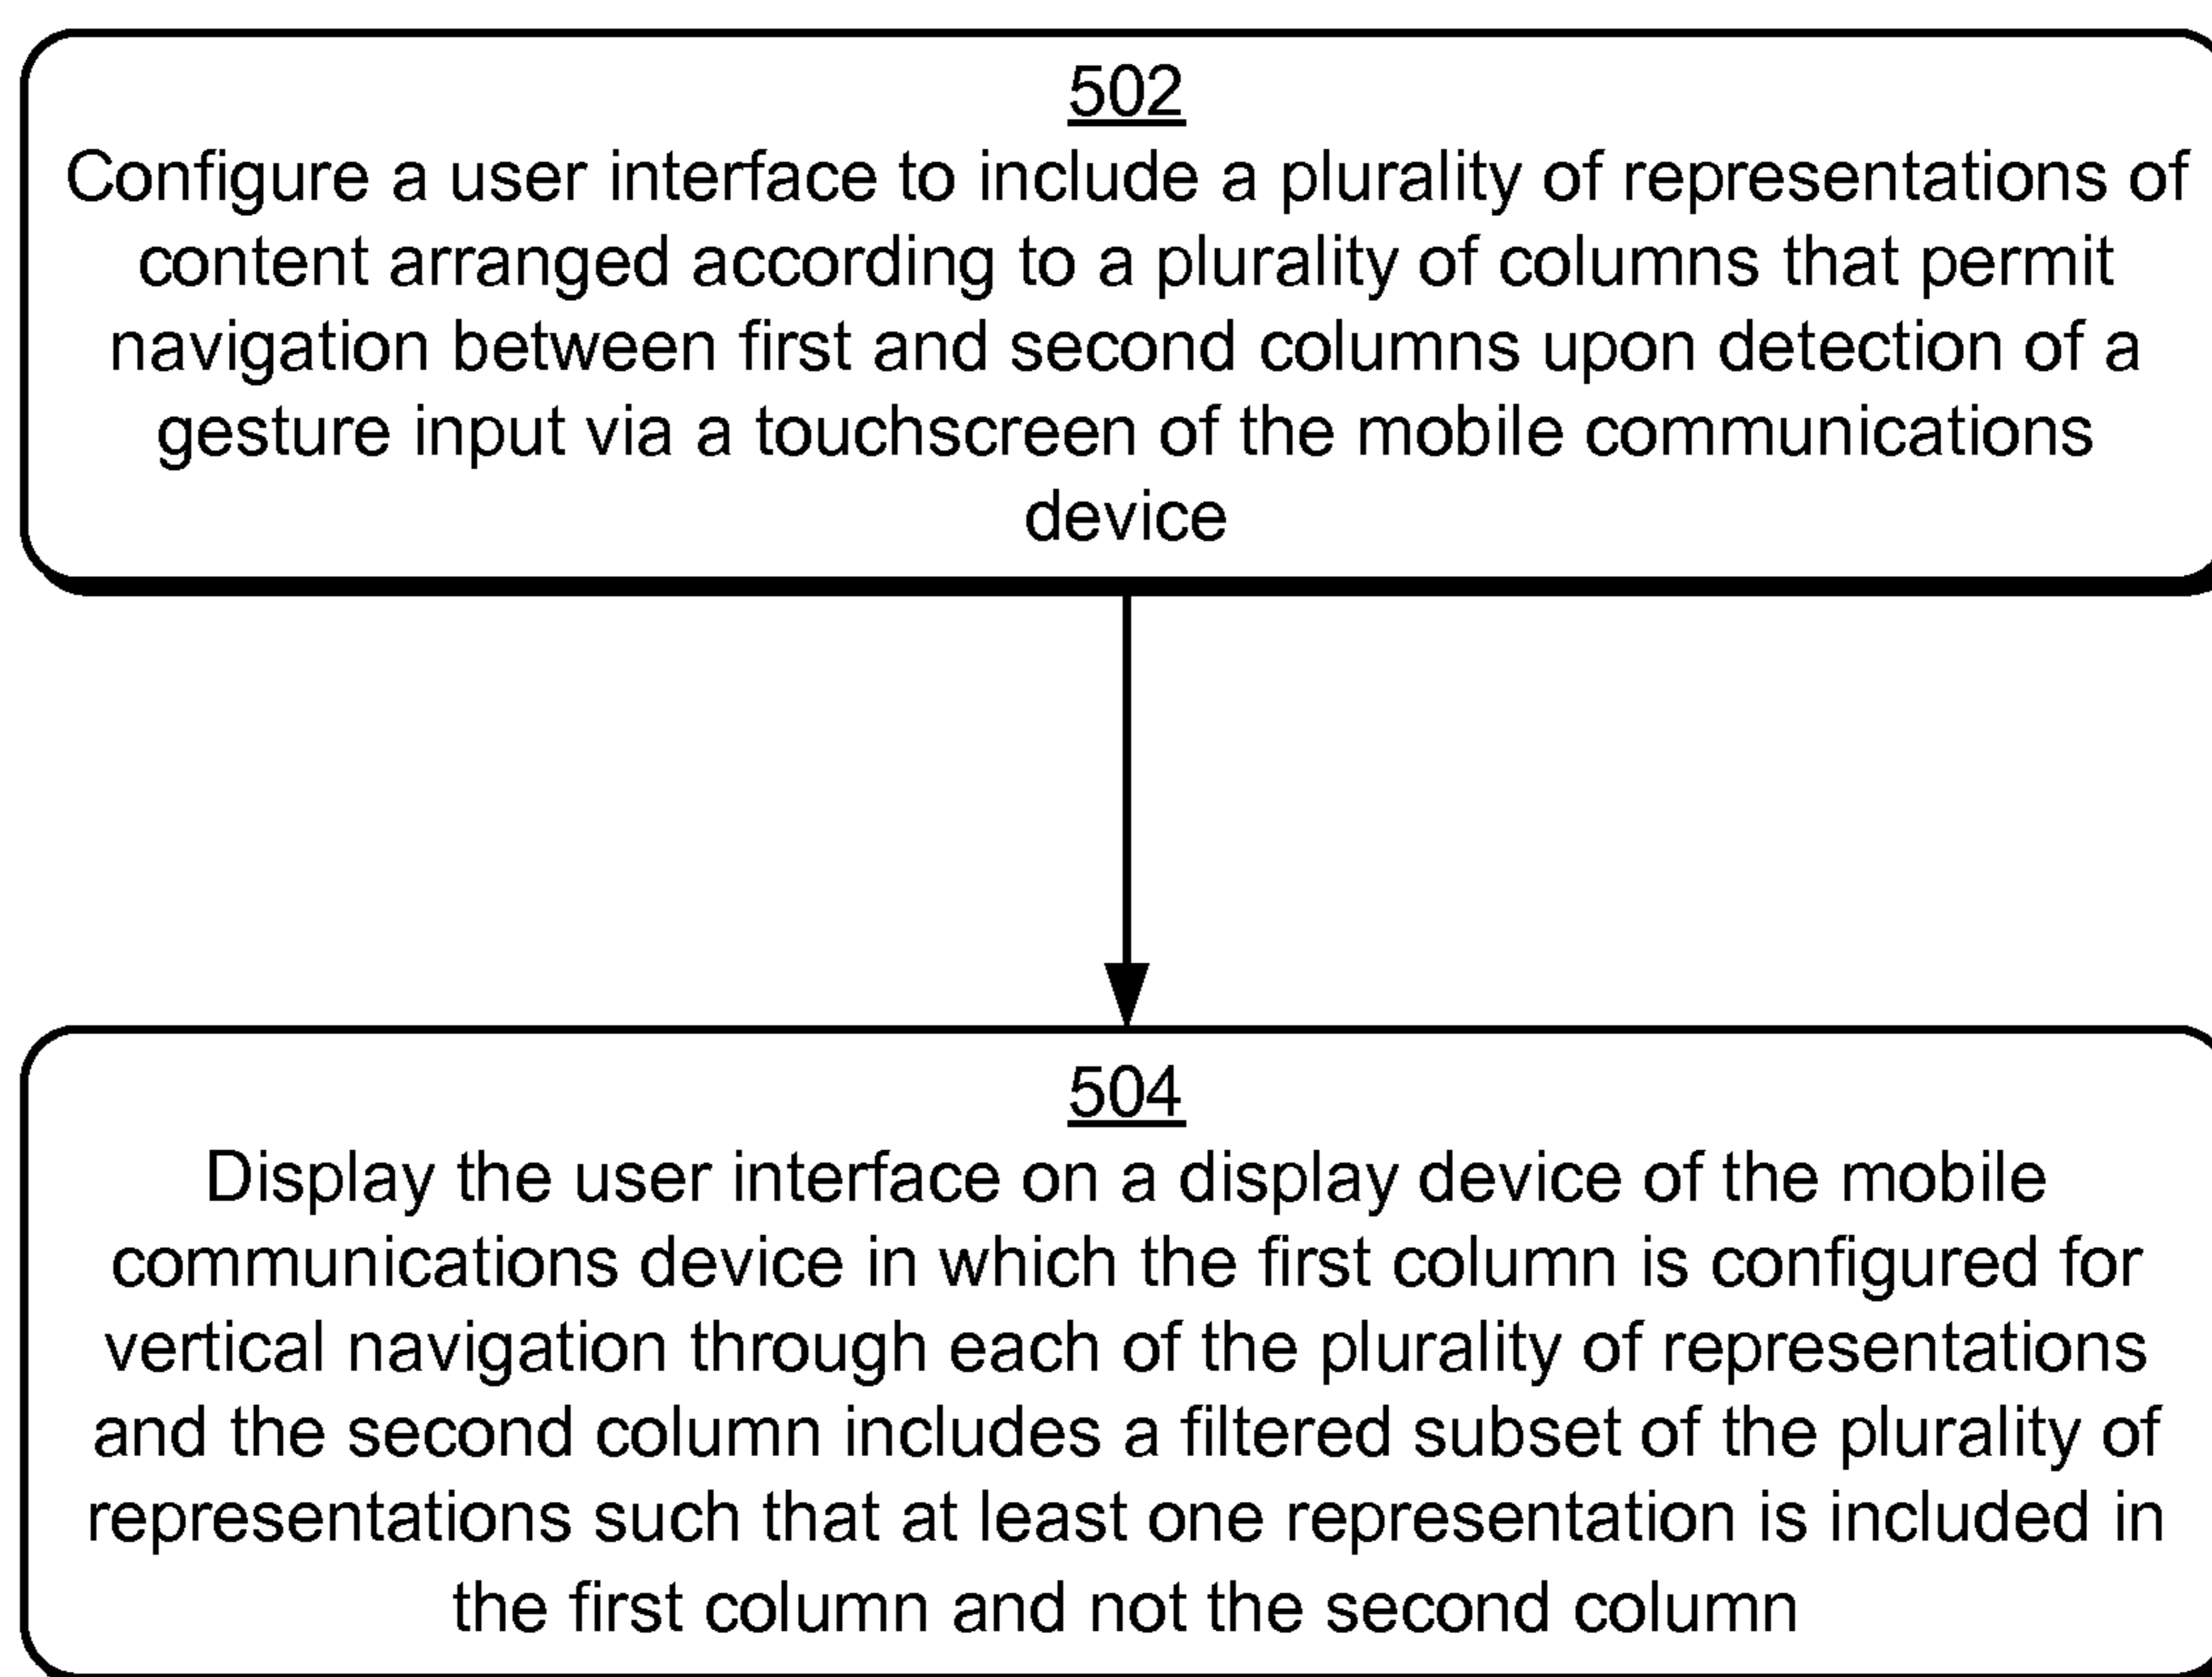 502
Configure a user interface to include a plurality of representations of
content arranged according to a plurality of columns that permit
navigation between first and second columns upon detection of a
gesture input via a touchscreen of the mobile communications
device
504
Display the user interface on a display device of the mobile
communications device in which the first column is configured for
vertical navigation through each of the plurality of representations
and the second column includes a filtered subset of the plurality of
representations such that at least one representation is included in
the first column and not the second column